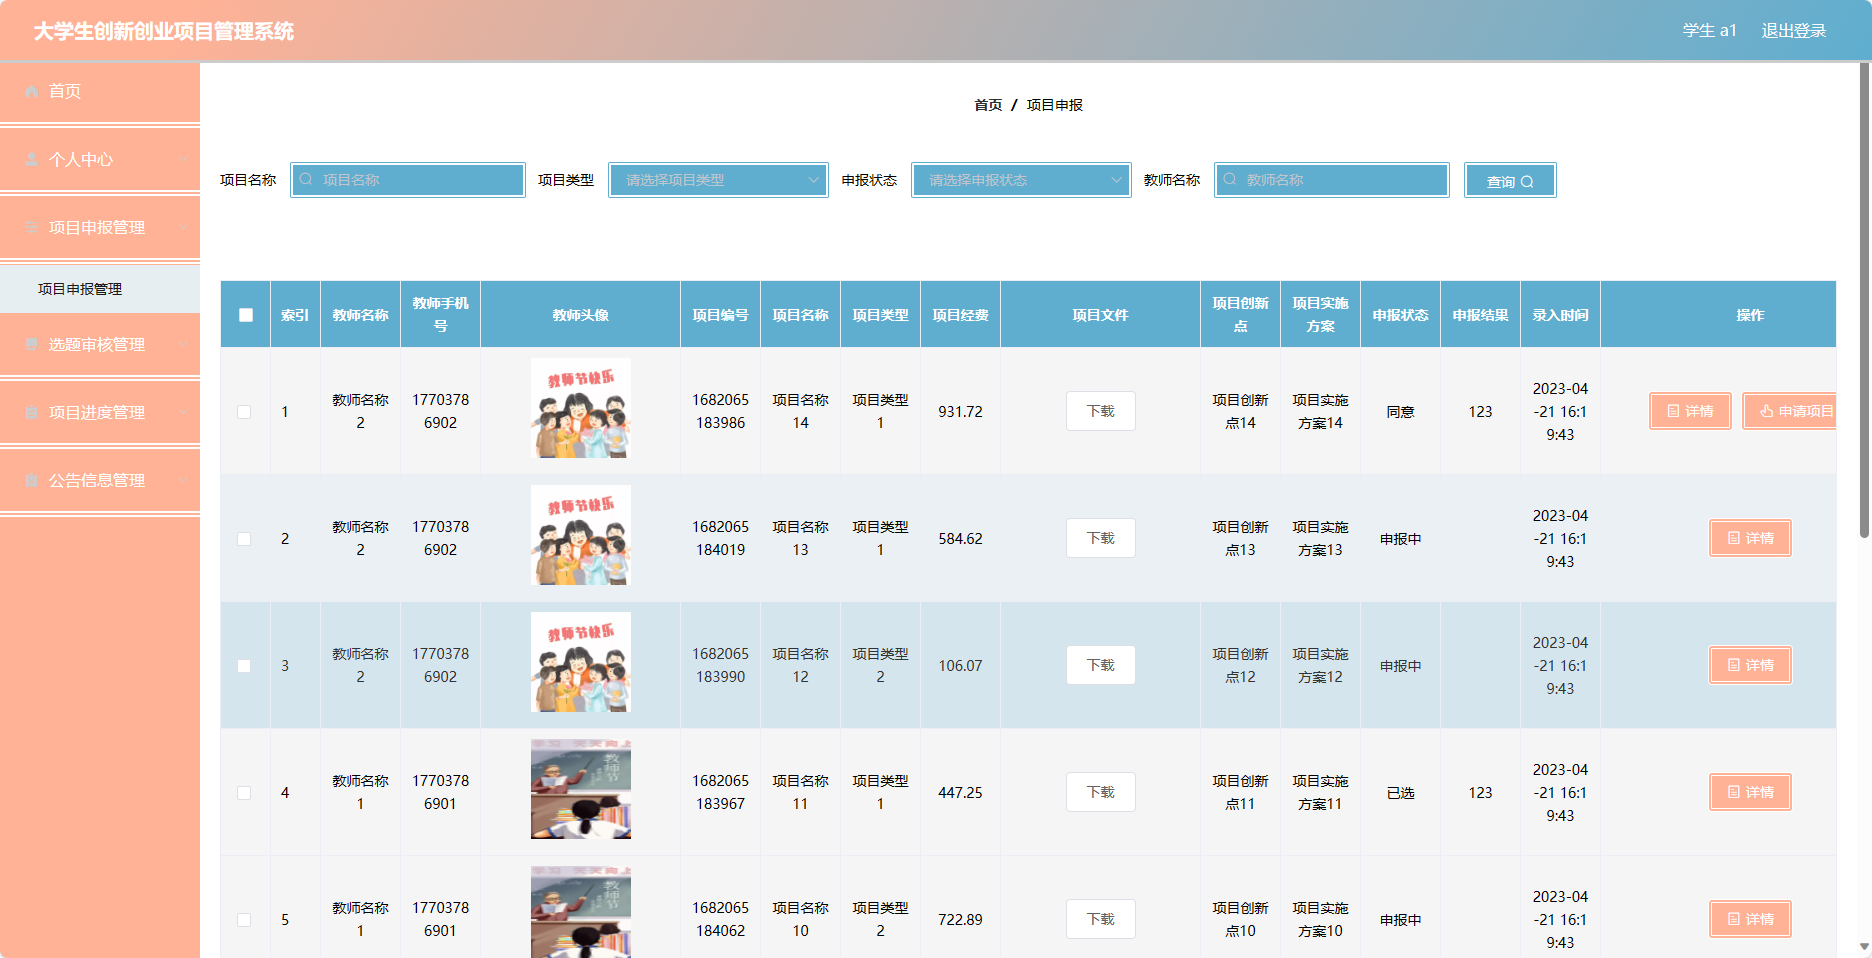 大学生创新创业项目管理系统
学生 a1 退出登录
首页
个人中心
项目申报管理
项目申报管理
选题审核管理
项目进度管理
公告信息管理
首页 / 项目申报
项目名称 项目名称 项目类型 请选择项目类型 申报状态 请选择申报状态 教师名称 教师名称 查询
索引 教师名称 教师手机号 教师头像 项目编号 项目名称 项目类型 项目经费 项目文件 项目创新点 项目实施方案 申报状态 申报结果 录入时间 操作
1 教师名称2 17703786902 教师节快乐 1682065183986 项目名称14 项目类型1 931.72 下载 项目创新点14 项目实施方案14 同意 123 2023-04-21 16:19:43 详情 申请项目
2 教师名称2 17703786902 教师节快乐 1682065184019 项目名称13 项目类型1 584.62 下载 项目创新点13 项目实施方案13 申报中 2023-04-21 16:19:43 详情
3 教师名称2 17703786902 教师节快乐 1682065183990 项目名称12 项目类型2 106.07 下载 项目创新点12 项目实施方案12 申报中 2023-04-21 16:19:43 详情
4 教师名称1 17703786901 教师节 1682065183967 项目名称11 项目类型1 447.25 下载 项目创新点11 项目实施方案11 已选 123 2023-04-21 16:19:43 详情
5 教师名称1 17703786901 教师节 1682065184062 项目名称10 项目类型2 722.89 下载 项目创新点10 项目实施方案10 申报中 2023-04-21 16:19:43 详情